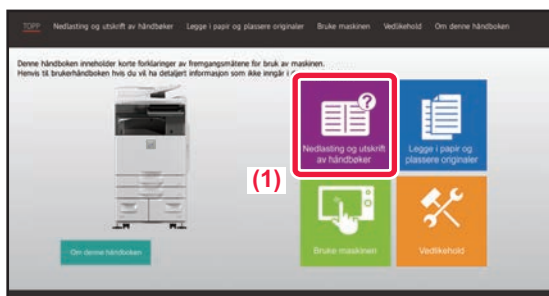 TOPP Nedlasting og utskrift av håndbøker Legge i papir og plassere originaler Bruke maskinen Vedlikehold Om denne håndboken
Denne håndboken inneholder korte forklaringer av fremgangsmåtene for bruk av maskinen.
Henvis til brukerhåndboken hvis du vil ha detaljert informasjon som ikke inngår i
Nedlasting og utskrift
av håndbøker
Legge i papir og
plassere originaler
(1)
Bruke maskinen
Vedlikehold
Om denne håndboken